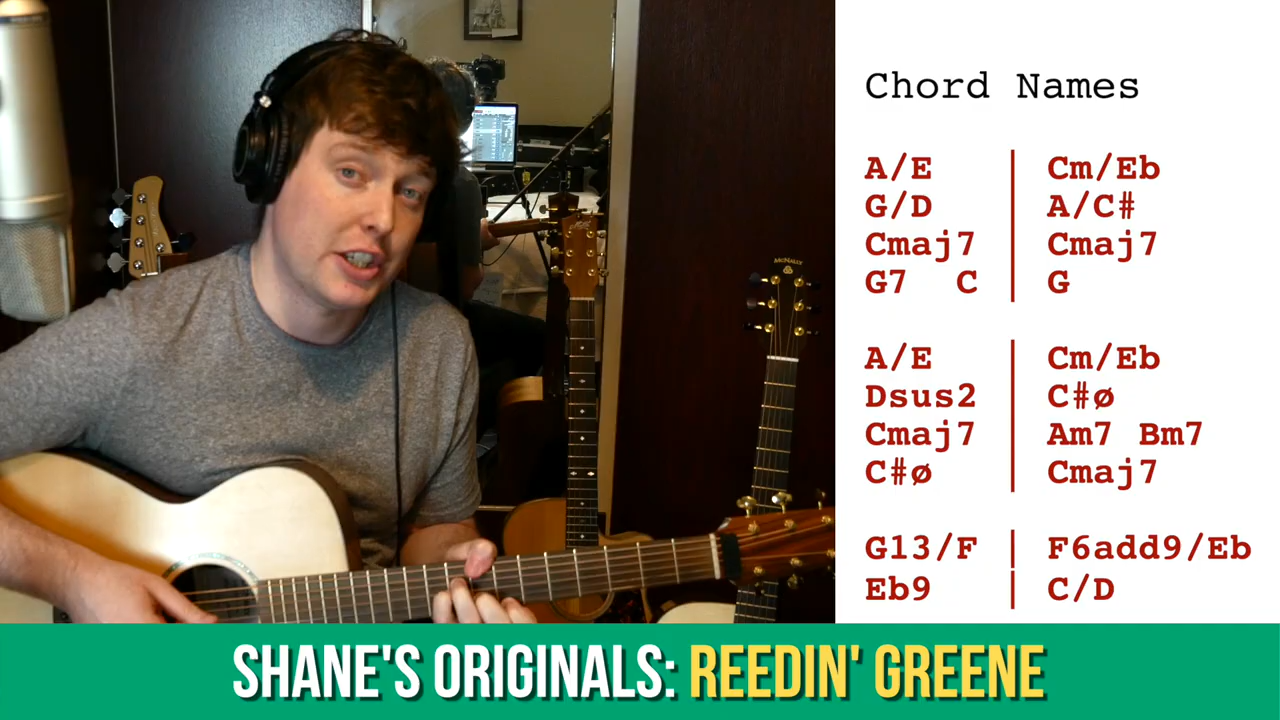 McNALLY
Chord Names
A/E | Cm/Eb
G/D | A/C#
Cmaj7 | Cmaj7
G7 C | G
A/E | Cm/Eb
Dsus2 | C#ø
Cmaj7 | Am7 Bm7
C#ø | Cmaj7
G13/F | F6add9/Eb
Eb9 | C/D
SHANE'S ORIGINALS: REEDIN' GREENE